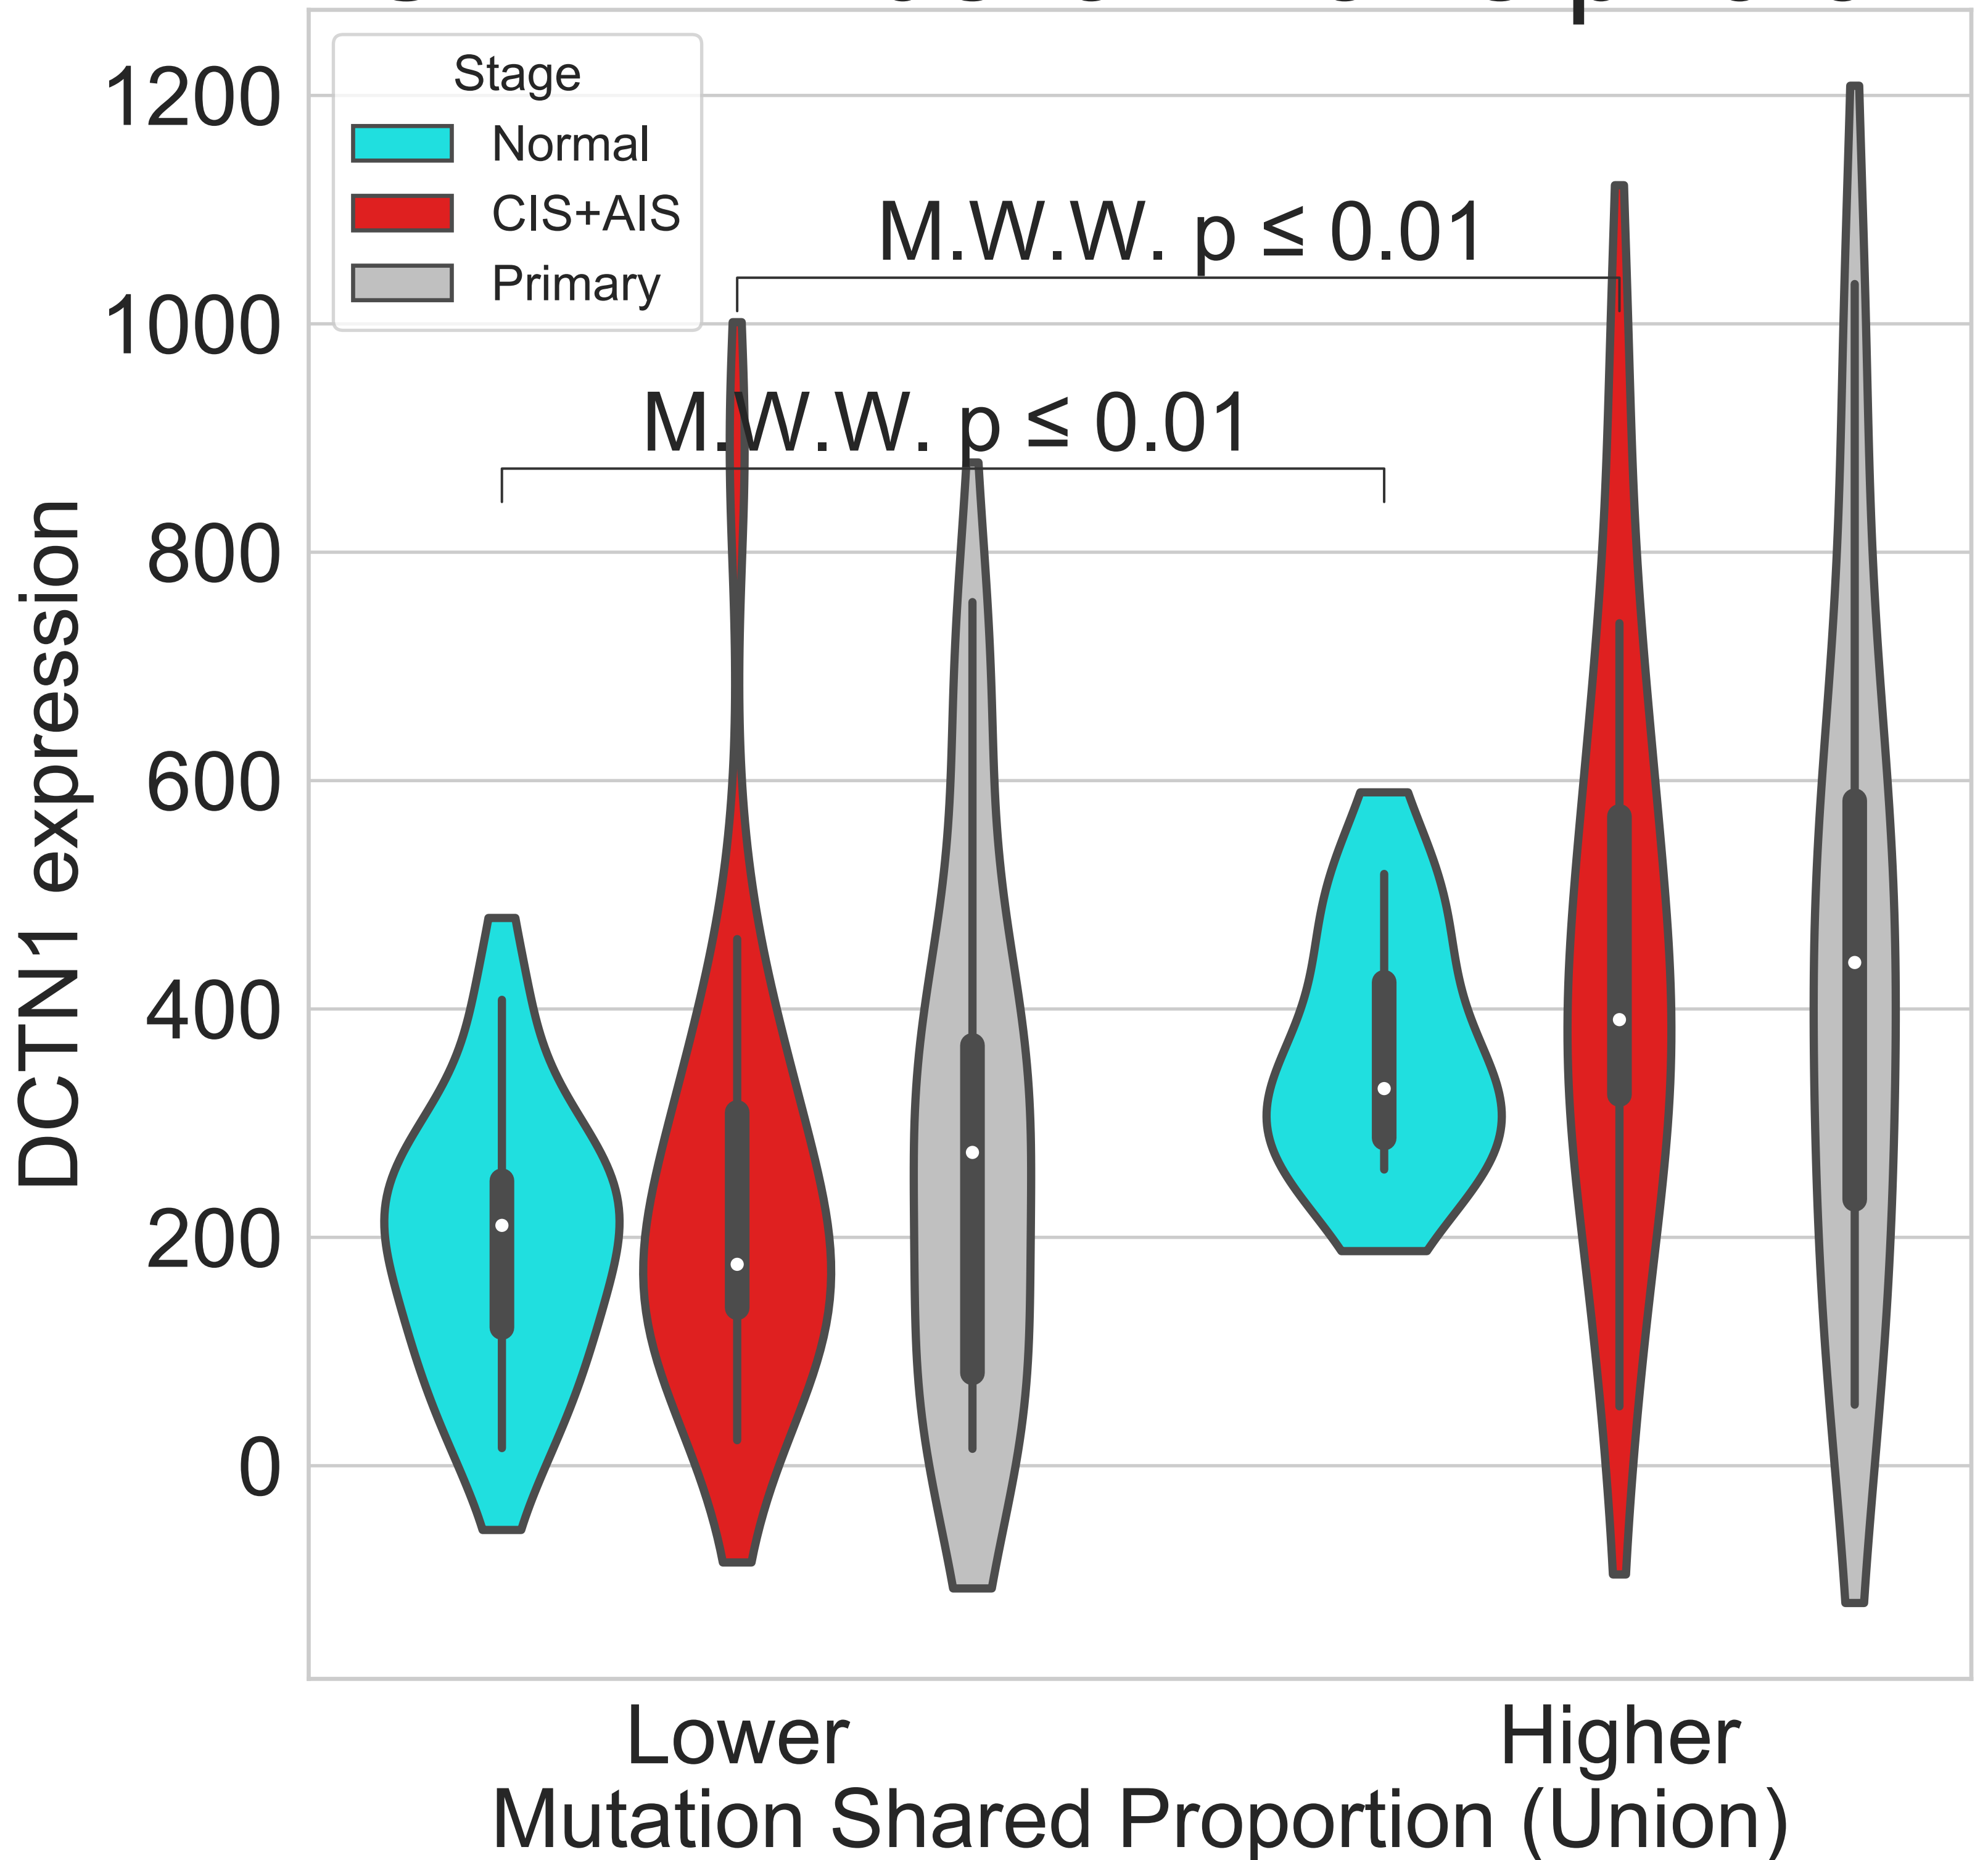 Stage
Normal
CIS+AIS
Primary
M.W.W. p ≤ 0.01
M.W.W. p ≤ 0.01
DCTN1 expression
1200
1000
800
600
400
200
0
Lower
Higher
Mutation Shared Proportion (Union)